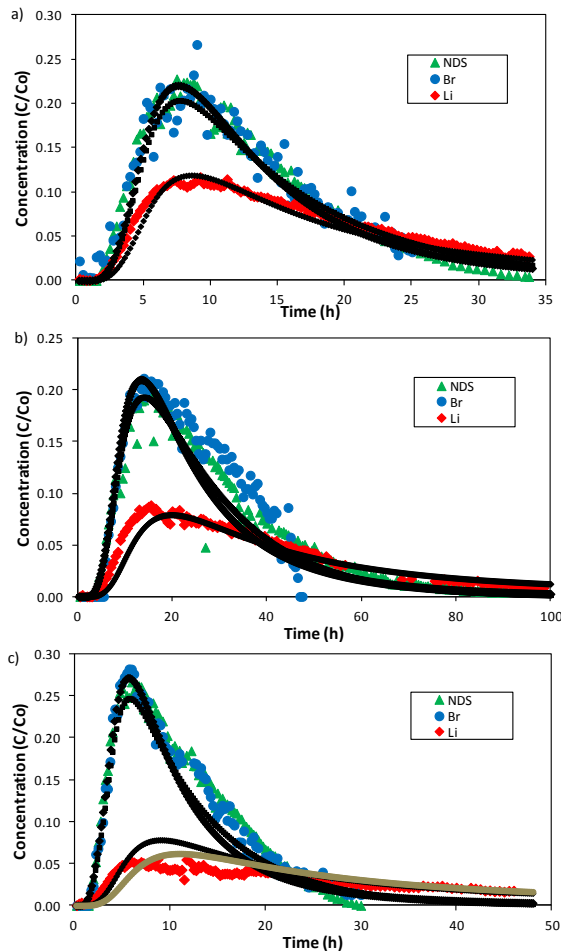 a)
Concentration (C/Co)
0.30
0.25
0.20
0.15
0.10
0.05
0.00
NDS
Br
Li
0 5 10 15 20 25 30 35
Time (h)
b)
Concentration (C/Co)
0.25
0.20
0.15
0.10
0.05
0.00
NDS
Br
Li
0 20 40 60 80 100
Time (h)
c)
Concentration (C/Co)
0.30
0.25
0.20
0.15
0.10
0.05
0.00
NDS
Br
Li
0 10 20 30 40 50
Time (h)